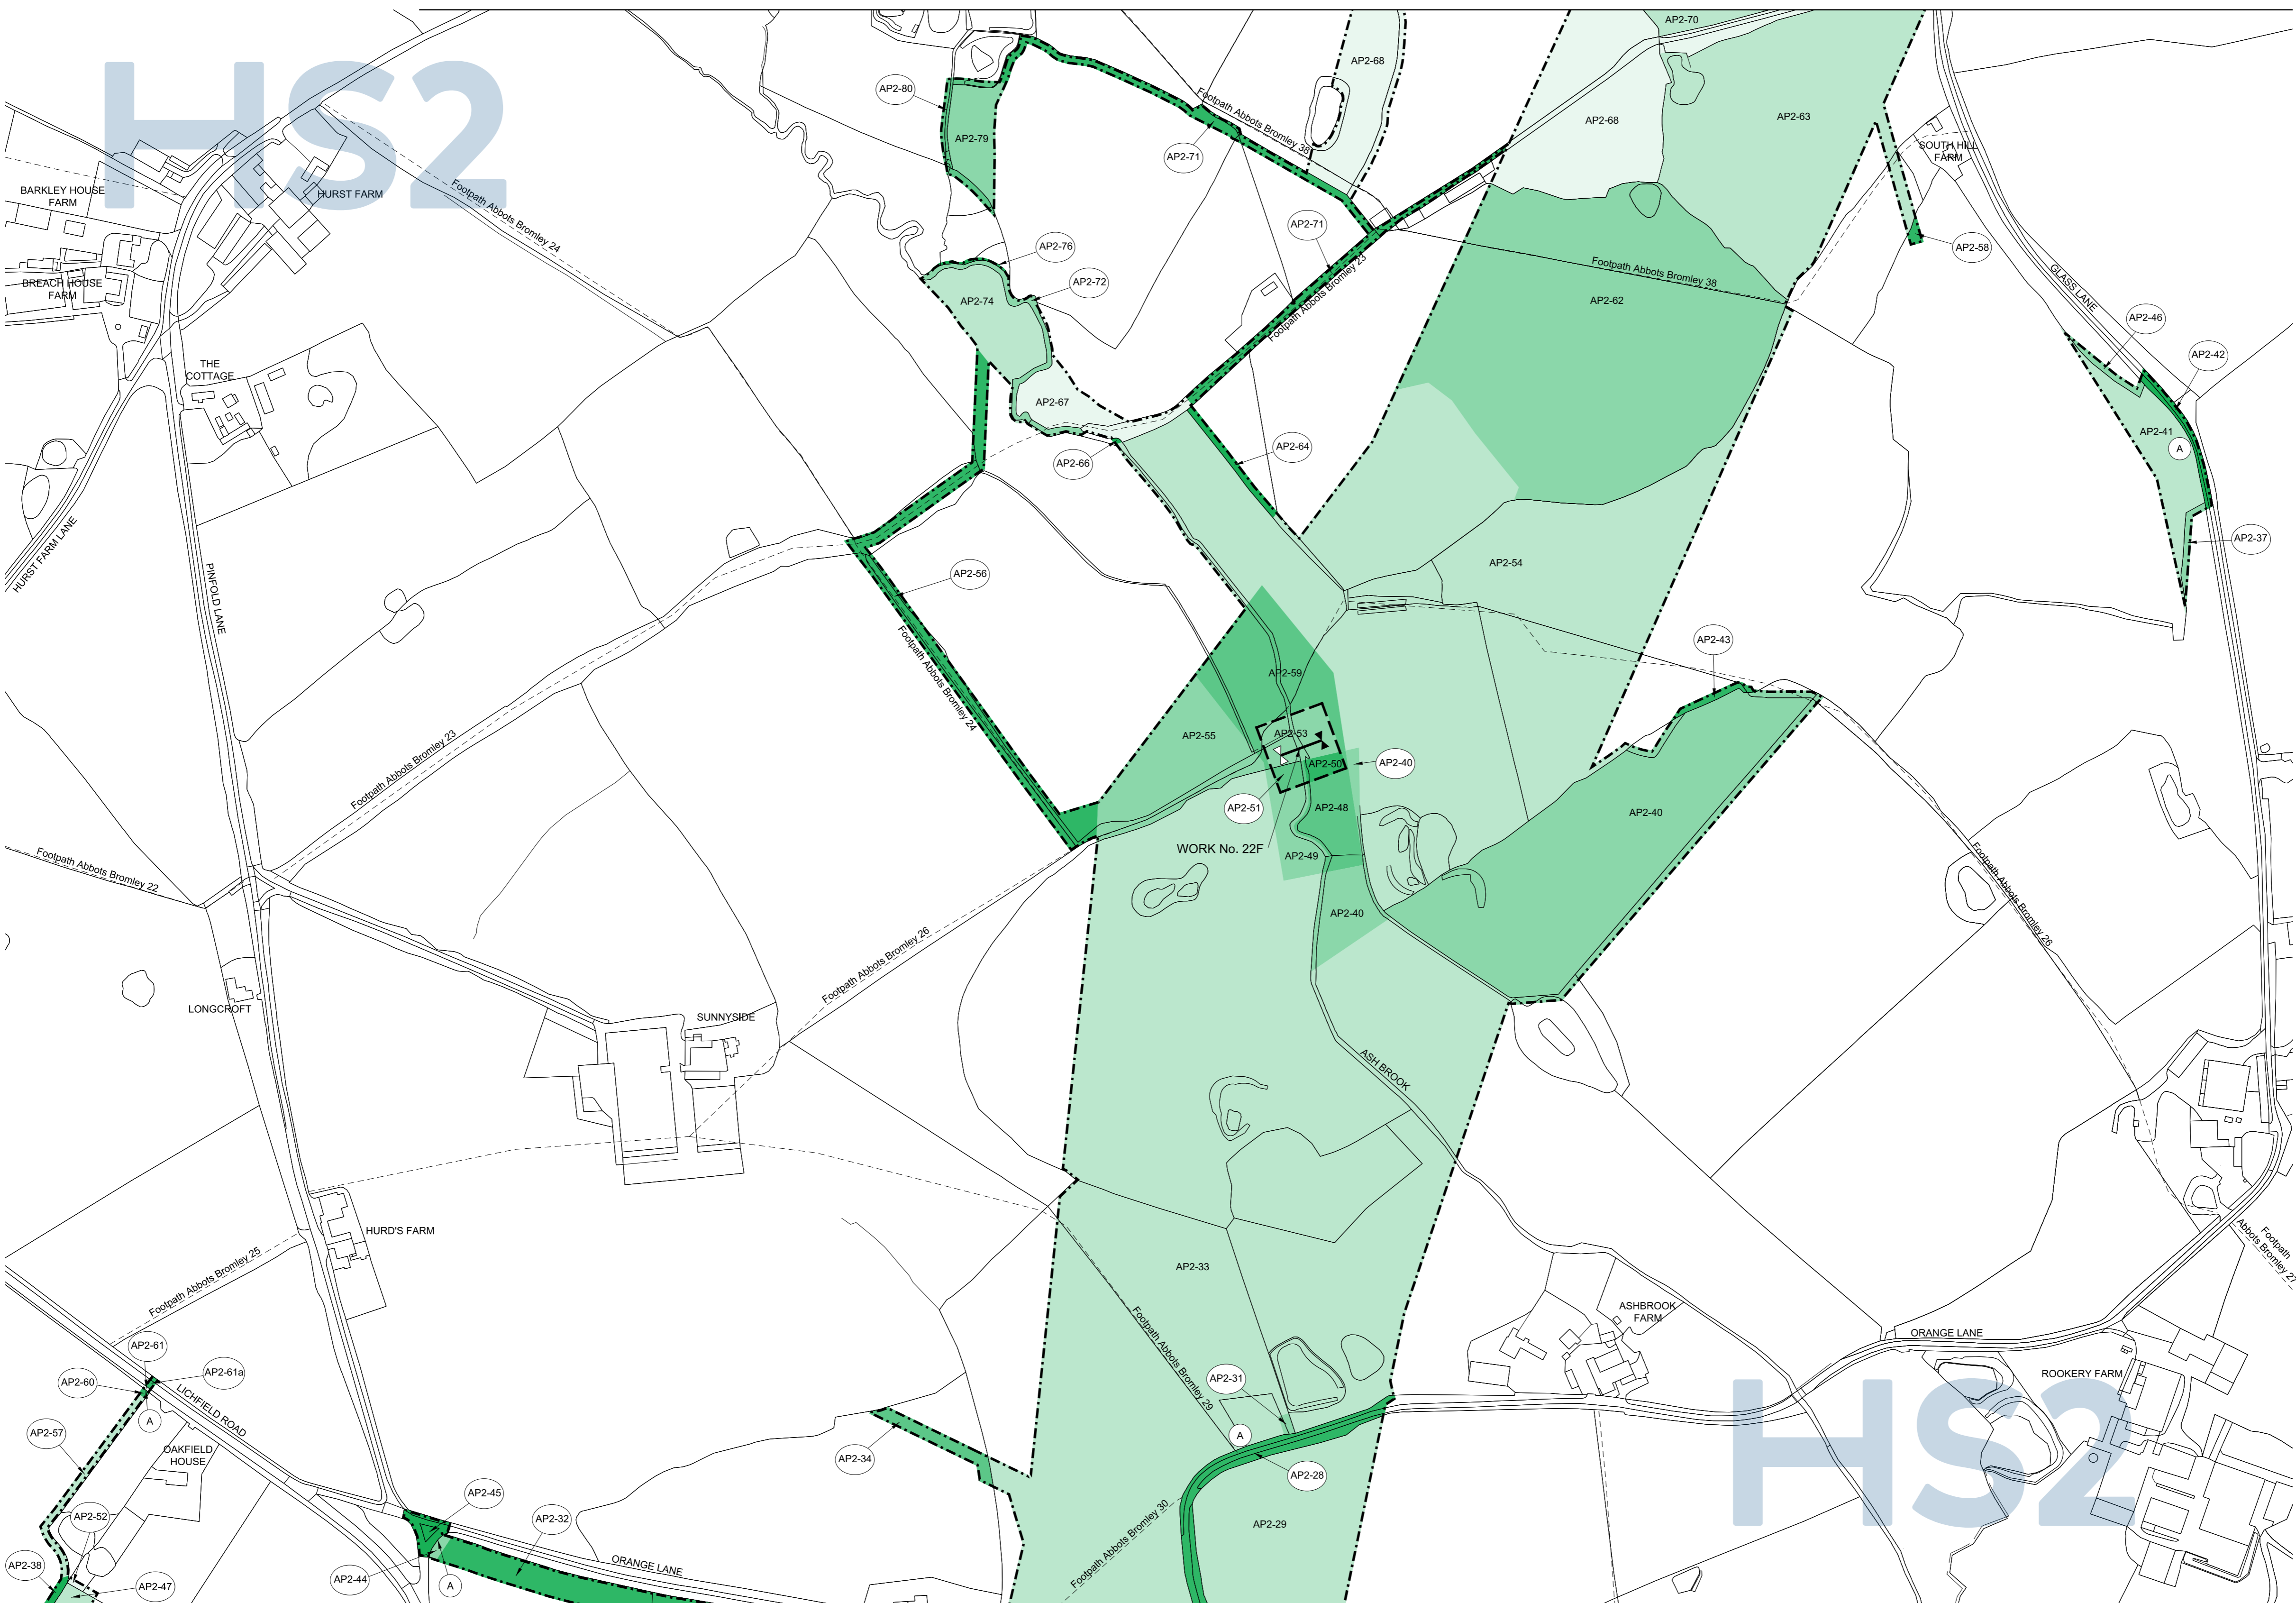 HS2
AP2-70
AP2-68
AP2-80
Footpath Abbots Bromley 38
AP2-68
AP2-63
AP2-79
AP2-71
SOUTH HILL
FARM
BARKLEY HOUSE
FARM
HURST FARM
Footpath Abbots Bromley 24
AP2-71
AP2-76
AP2-58
Footpath Abbots Bromley 38
AP2-72
BREACH HOUSE
FARM
AP2-74
Footpath Abbots Bromley 23
AP2-62
GLASS LANE
AP2-46
AP2-42
THE
COTTAGE
AP2-67
AP2-41
A
AP2-64
AP2-66
HURST FARM LANE
PINFOLD LANE
AP2-37
AP2-54
AP2-56
Footpath Abbots Bromley 24
AP2-43
AP2-59
AP2-55
AP2-53
AP2-50
AP2-40
Footpath Abbots Bromley 23
AP2-51
AP2-48
AP2-40
WORK No. 22F
AP2-49
Footpath Abbots Bromley 22
Footpath Abbots Bromley 26
AP2-40
Footpath Abbots Bromley 26
LONGCROFT
SUNNYSIDE
ASH BROOK
HURD'S FARM
Footpath Abbots Bromley 25
AP2-33
Footpath
Abbots Bromley 27
Footpath Abbots Bromley 29
ASHBROOK
FARM
ORANGE LANE
AP2-61
AP2-61a
AP2-60
LICHFIELD ROAD
AP2-31
ROOKERY FARM
A
AP2-57
OAKFIELD
HOUSE
A
AP2-34
AP2-28
HS2
AP2-45
AP2-52
AP2-32
Footpath Abbots Bromley 30
AP2-29
AP2-38
AP2-47
AP2-44
A
ORANGE LANE